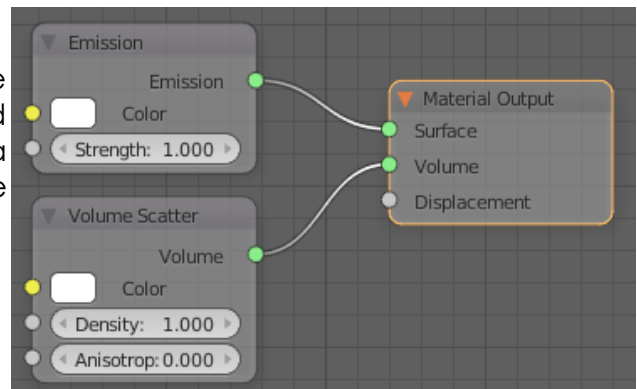 Emission
Emission
Color
Strength: 1.000
Volume Scatter
Volume
Color
Density: 1.000
Anisotrop: 0.000
Material Output
Surface
Volume
Displacement